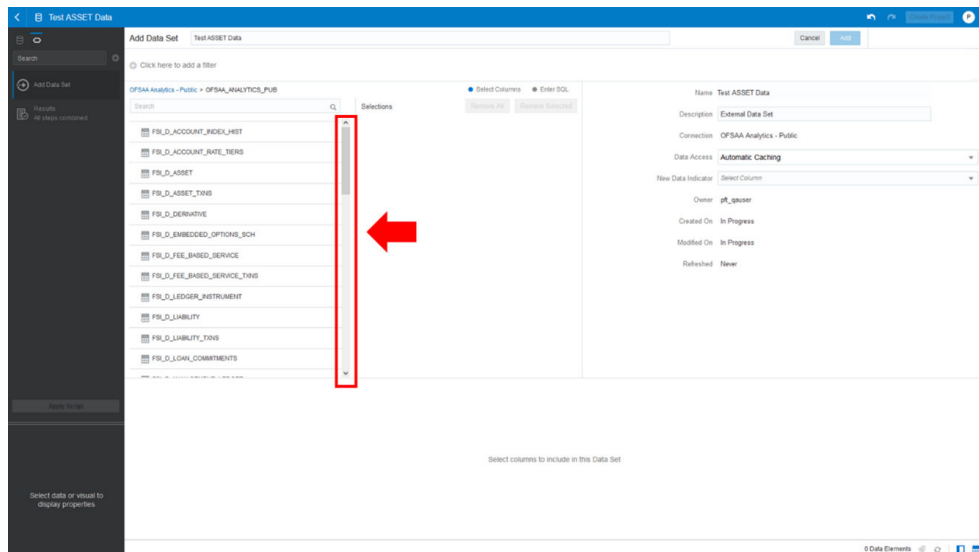 Test ASSET Data
Create Project
P
Search
Add Data Set
Results
All steps combined
Apply Script
Select data or visual to
display properties
Add Data Set
Test ASSET Data
Cancel
Add
Click here to add a filter
OFSAA Analytics - Public > OFSAA_ANALYTICS_PUB
Select Columns
Enter SQL
Search
Selections
Remove All
Remove Selected
FSI_D_ACCOUNT_INDEX_HIST
FSI_D_ACCOUNT_RATE_TIERS
FSI_D_ASSET
FSI_D_ASSET_TXNS
FSI_D_DERIVATIVE
FSI_D_EMBEDDED_OPTIONS_SCH
FSI_D_FEE_BASED_SERVICE
FSI_D_FEE_BASED_SERVICE_TXNS
FSI_D_LEDGER_INSTRUMENT
FSI_D_LIABILITY
FSI_D_LIABILITY_TXNS
FSI_D_LOAN_COMMITMENTS
Name Test ASSET Data
Description External Data Set
Connection OFSAA Analytics - Public
Data Access Automatic Caching
New Data Indicator Select Column
Owner pft_qauser
Created On In Progress
Modified On In Progress
Refreshed Never
Select columns to include in this Data Set
0 Data Elements